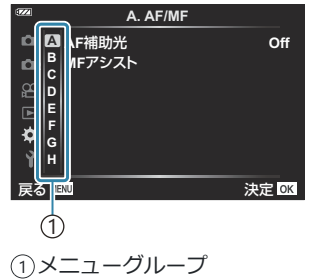 A. AF/MF
A AF補助光 Off
B MFアシスト
C
D
E
F
G
H
戻る MENU 決定 OK
①
①メニューグループ